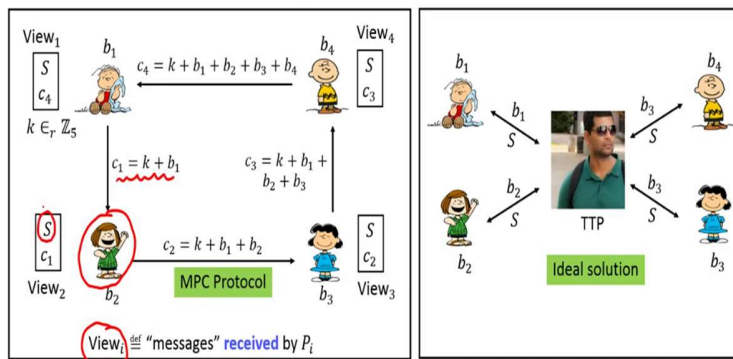 View₁
b₁
c₄ = k + b₁ + b₂ + b₃ + b₄
b₄
View₄
S
c₄
S
c₃
k ∈ᵣ ℤ₅
c₁ = k + b₁
c₃ = k + b₁ +
b₂ + b₃
S
c₁
c₂ = k + b₁ + b₂
S
c₂
View₂
b₂
MPC Protocol
b₃
View₃
Viewᵢ ≝ "messages" received by Pᵢ
b₁
b₄
b₁
b₃
S
S
b₂
b₃
S
S
TTP
b₂
Ideal solution
b₃